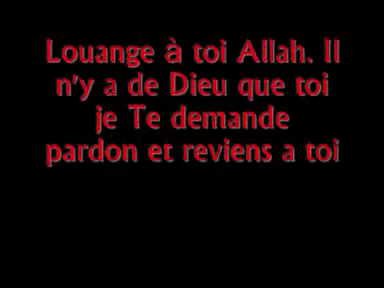 Louange à toi Allah. Il
n'y a de Dieu que toi
je Te demande
pardon et reviens a toi